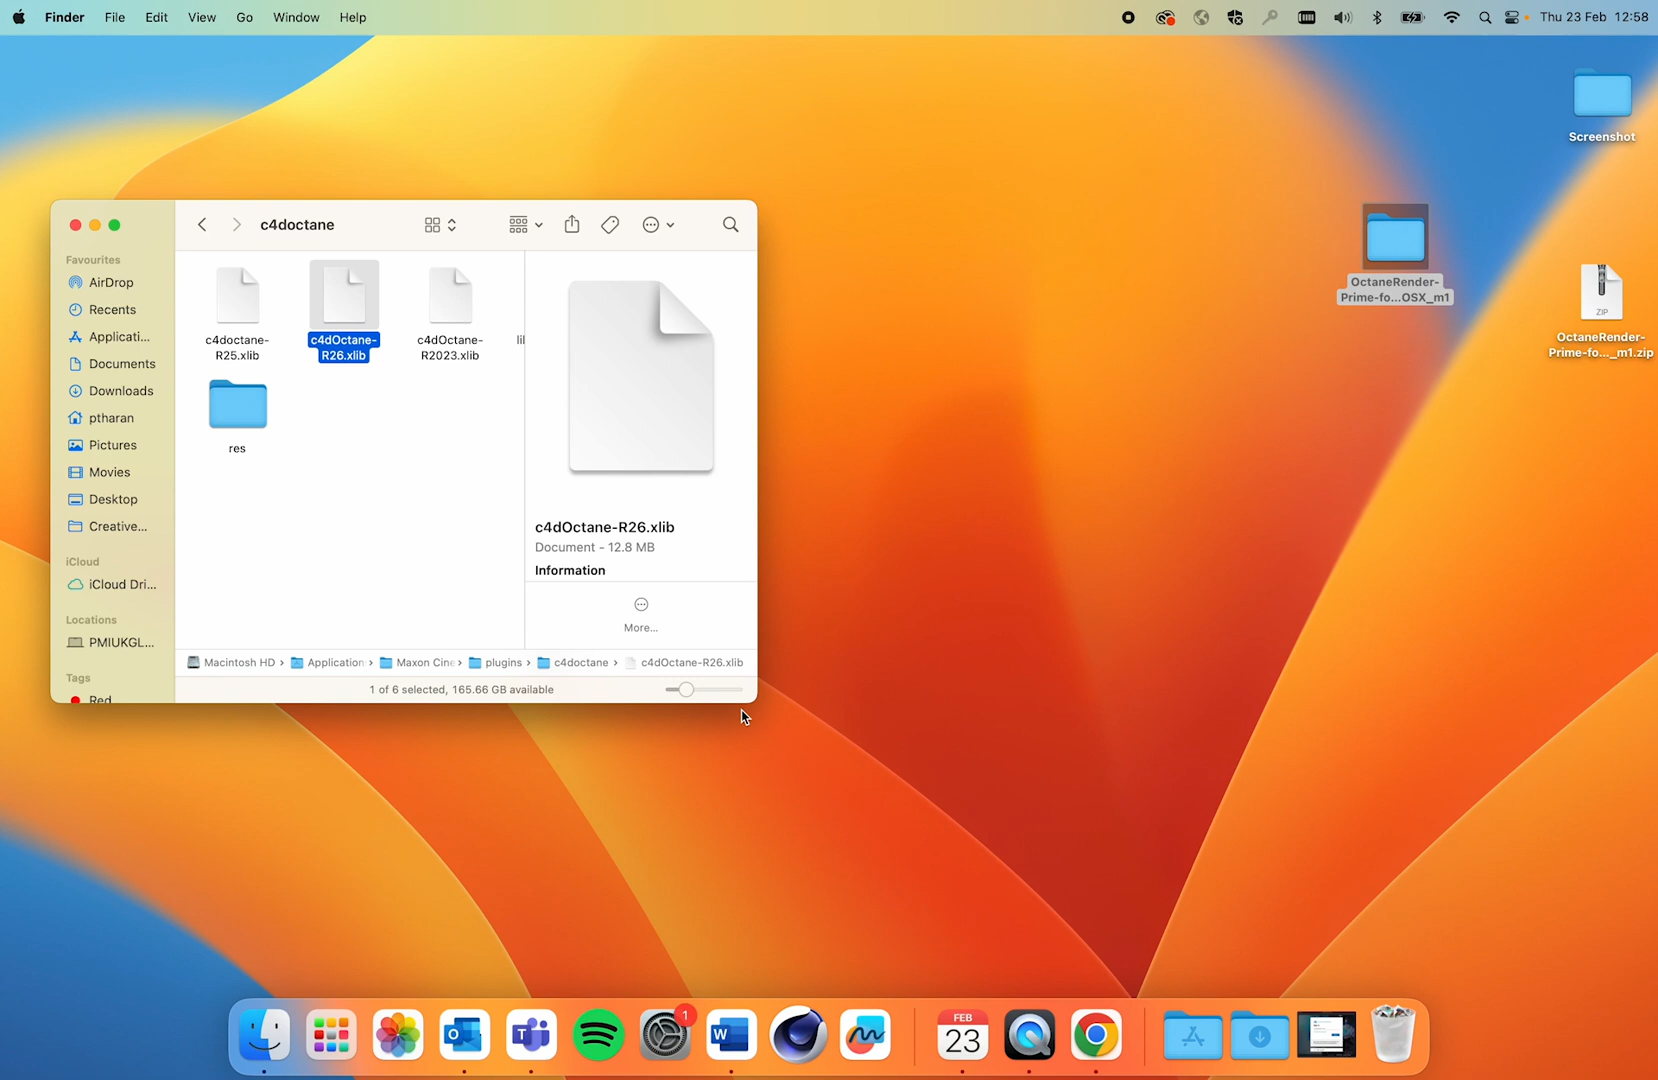 Finder File Edit View Go Window Help
Thu 23 Feb 12:58
Screenshot
OctaneRender-
Prime-fo...OSX_m1
ZIP
OctaneRender-
Prime-fo..._m1.zip
c4doctane
Favourites
AirDrop
Recents
Applicati...
Documents
Downloads
ptharan
Pictures
Movies
Desktop
Creative...
iCloud
iCloud Dri...
Locations
PMIUKGL...
Tags
Red
c4doctane-
R25.xlib
c4dOctane-
R26.xlib
c4dOctane-
R2023.xlib
lil
res
c4dOctane-R26.xlib
Document - 12.8 MB
Information
More...
Macintosh HD › Application › Maxon Cine › plugins › c4doctane › c4dOctane-R26.xlib
1 of 6 selected, 165.66 GB available
1
FEB
23